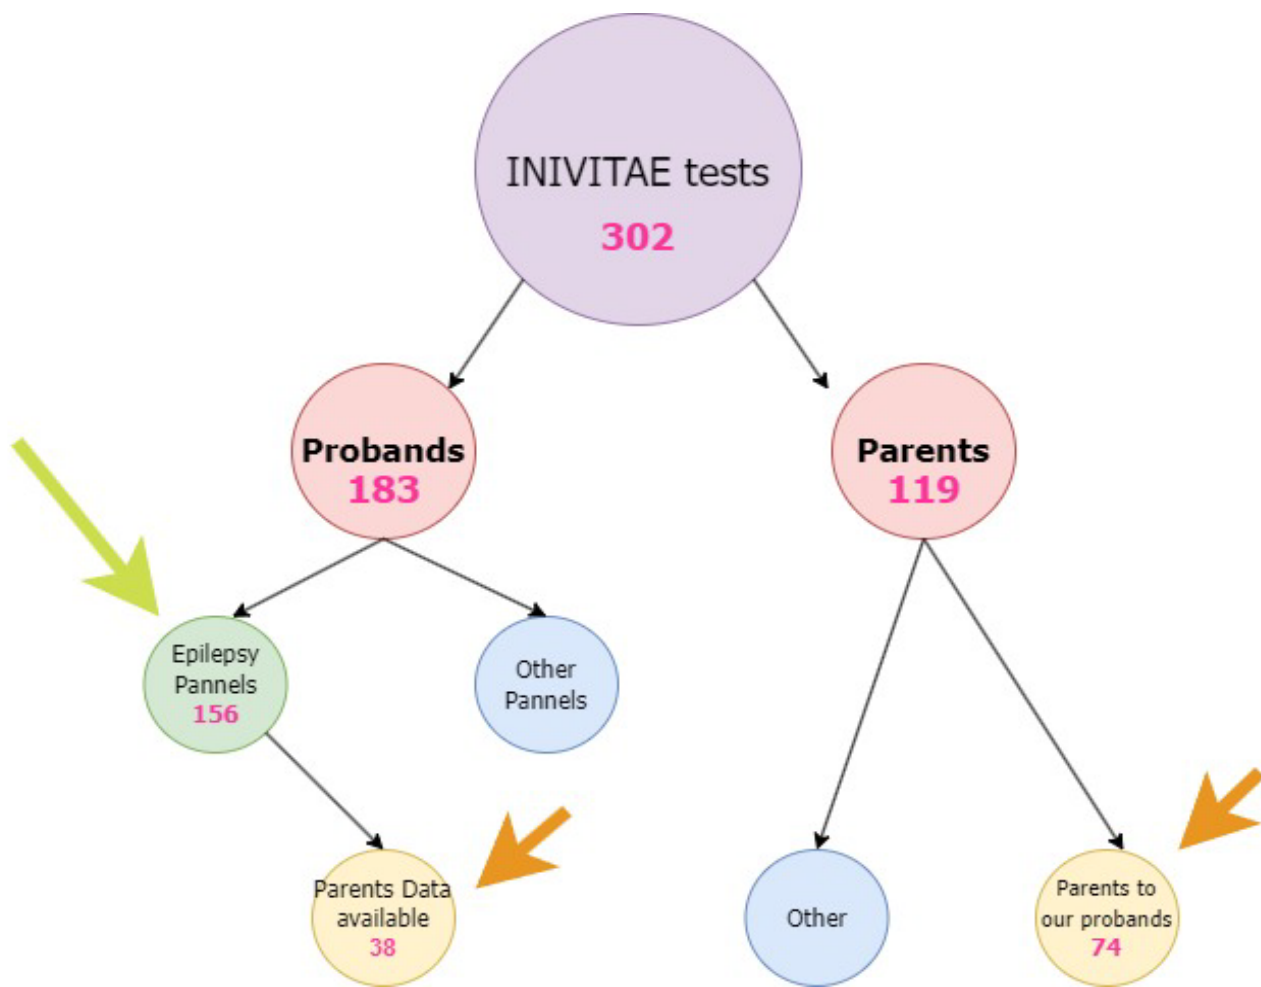 INIVITAE tests
302
Probands
183
Parents
119
Epilepsy
Pannels
156
Other
Pannels
Parents Data
available
38
Other
Parents to
our probands
74